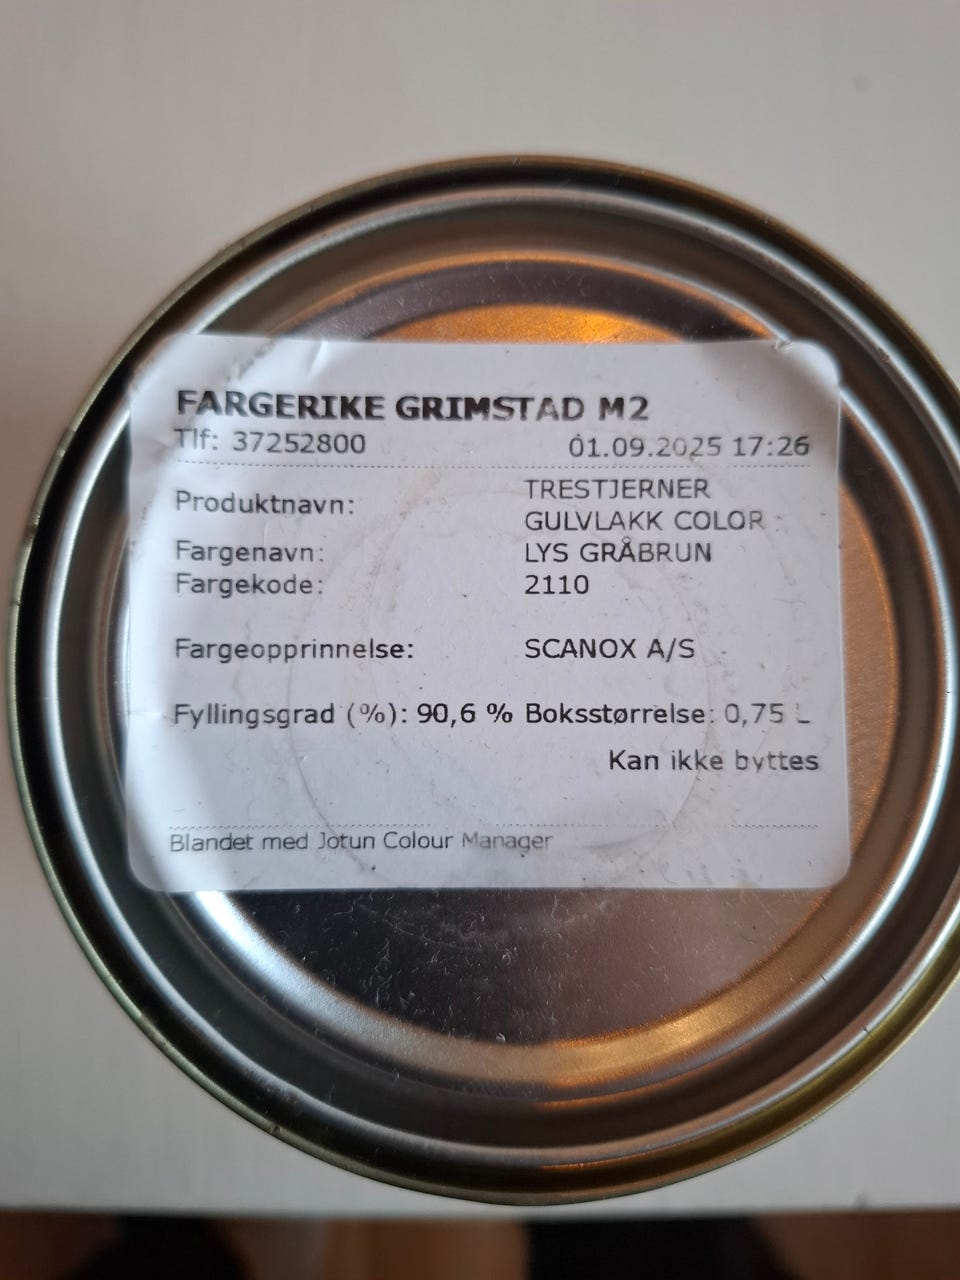 FARGERIKE GRIMSTAD M2
Tlf: 37252800 01.09.2025 17:26
Produktnavn: TRESTJERNER
GULVLAKK COLOR
Fargenavn: LYS GRÅBRUN
Fargekode: 2110
Fargeopprinnelse: SCANOX A/S
Fyllingsgrad (%): 90,6 % Boksstørrelse: 0,75 L
Kan ikke byttes
Blandet med Jotun Colour Manager